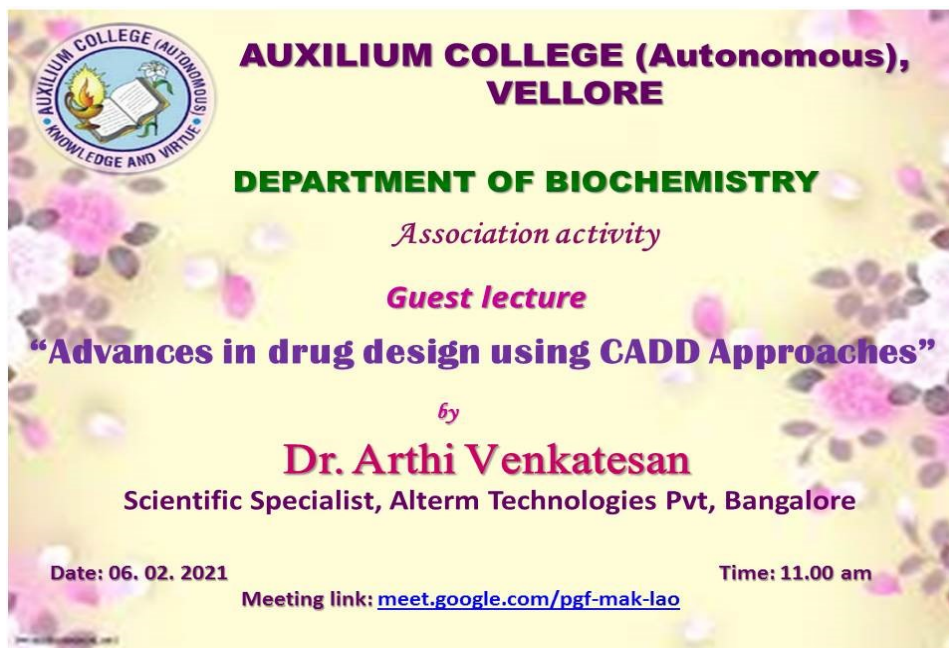 AUXILIUM COLLEGE (AUTONOMOUS)
KNOWLEDGE AND VIRTUE
AUXILIUM COLLEGE (Autonomous),
VELLORE
DEPARTMENT OF BIOCHEMISTRY
Association activity
Guest lecture
“Advances in drug design using CADD Approaches”
by
Dr. Arthi Venkatesan
Scientific Specialist, Alterm Technologies Pvt, Bangalore
Date: 06. 02. 2021
Time: 11.00 am
Meeting link: meet.google.com/pgf-mak-lao